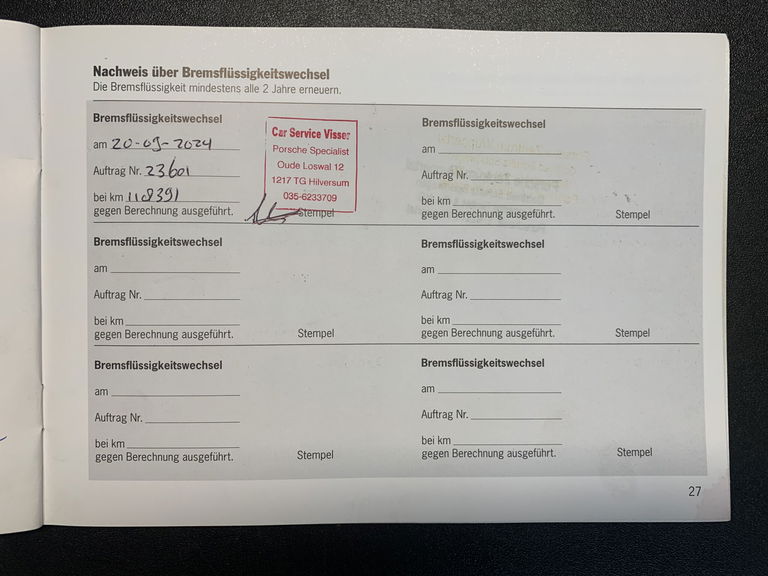 Nachweis über Bremsflüssigkeitswechsel
Die Bremsflüssigkeit mindestens alle 2 Jahre erneuern.
Bremsflüssigkeitswechsel
am 20-09-2024
Auftrag Nr. 23601
bei km 118391
gegen Berechnung ausgeführt.
Car Service Visser
Porsche Specialist
Oude Loswal 12
1217 TG Hilversum
035-6233709
Stempel
Bremsflüssigkeitswechsel
am
Auftrag Nr.
bei km
gegen Berechnung ausgeführt.
Stempel
Bremsflüssigkeitswechsel
am
Auftrag Nr.
bei km
gegen Berechnung ausgeführt.
Stempel
Bremsflüssigkeitswechsel
am
Auftrag Nr.
bei km
gegen Berechnung ausgeführt.
Stempel
Bremsflüssigkeitswechsel
am
Auftrag Nr.
bei km
gegen Berechnung ausgeführt.
Stempel
Bremsflüssigkeitswechsel
am
Auftrag Nr.
bei km
gegen Berechnung ausgeführt.
Stempel
27